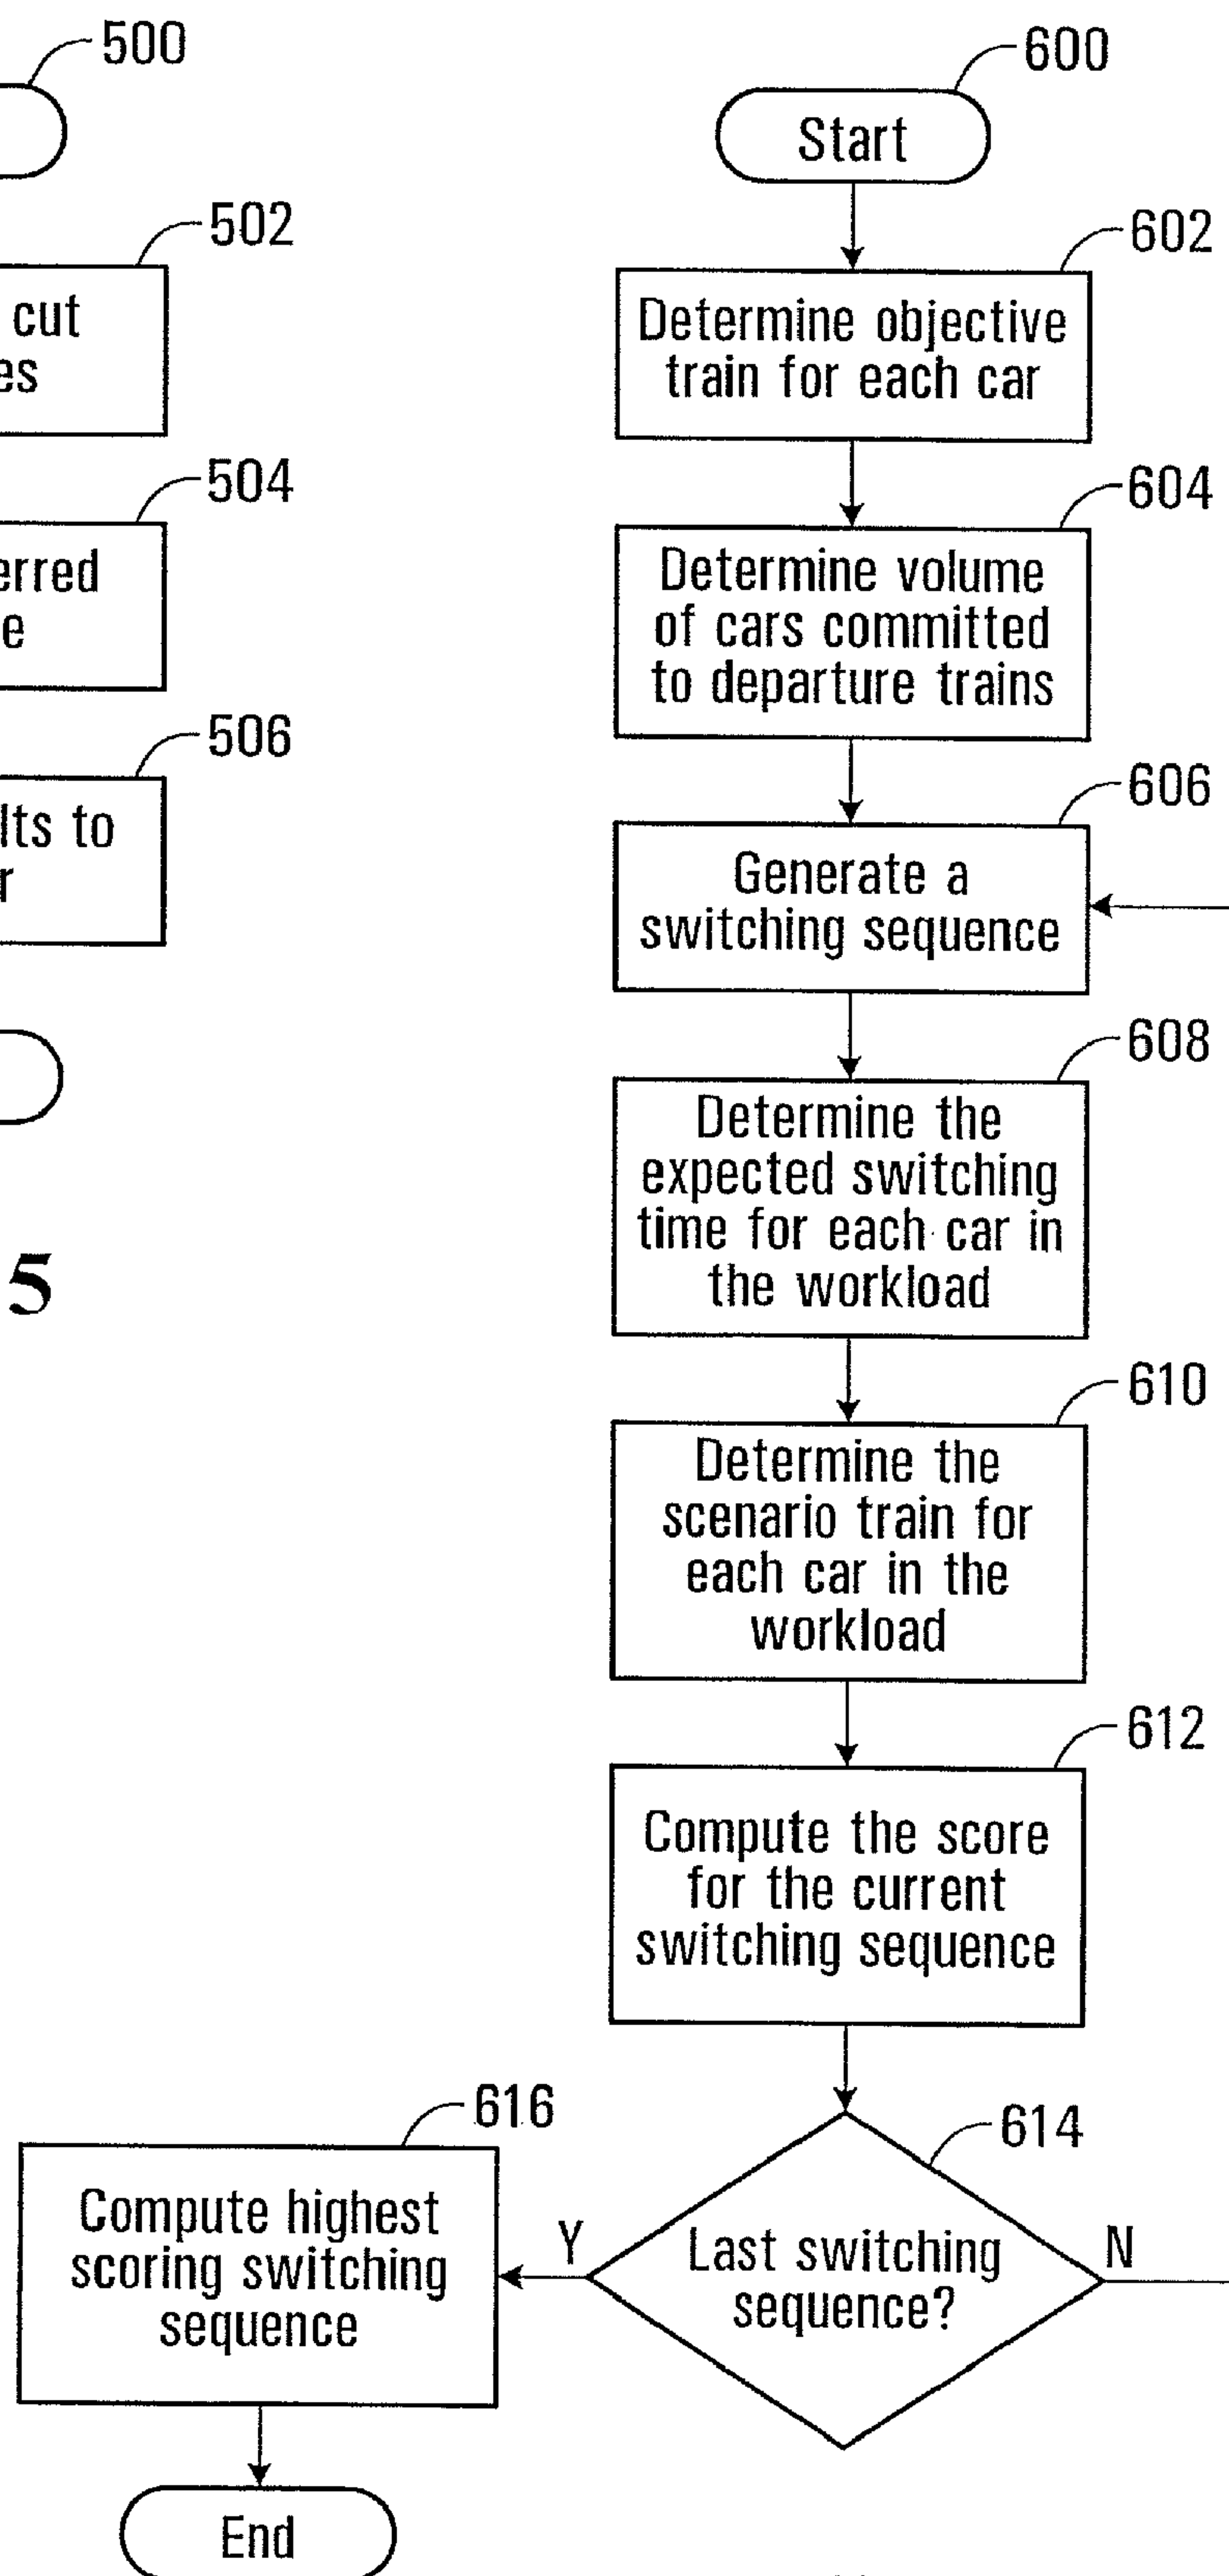 500
502
cut
504
506
to
5
600
Start
602
Determine objective
train for each car
604
Determine volume
of cars committed
to departure trains
606
Generate a
switching sequence
608
Determine the
expected switching
time for each car in
the workload
610
Determine the
scenario train for
each car in the
workload
612
Compute the score
for the current
switching sequence
614
Last switching
sequence?
Y
N
616
Compute highest
scoring switching
sequence
End